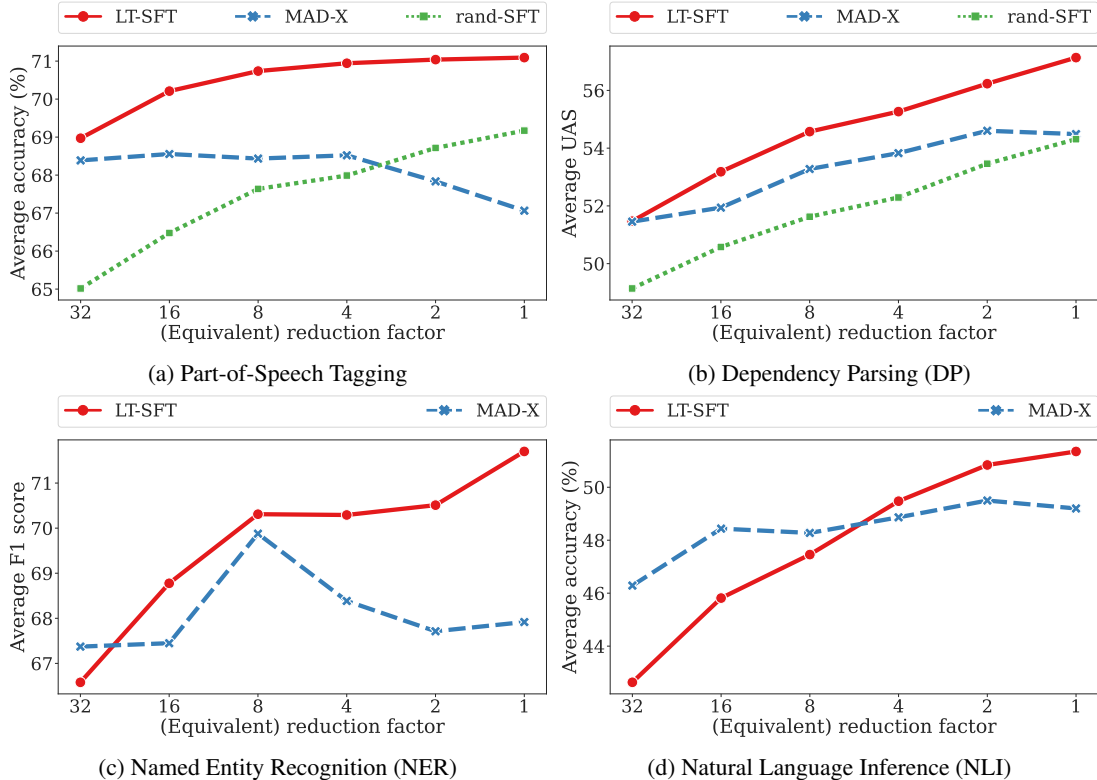 LT-SFT MAD-X rand-SFT
Average accuracy (%)
71
70
69
68
67
66
65
32 16 8 4 2 1
(Equivalent) reduction factor
(a) Part-of-Speech Tagging
LT-SFT MAD-X rand-SFT
Average UAS
56
54
52
50
32 16 8 4 2 1
(Equivalent) reduction factor
(b) Dependency Parsing (DP)
LT-SFT MAD-X
Average F1 score
71
70
69
68
67
32 16 8 4 2 1
(Equivalent) reduction factor
(c) Named Entity Recognition (NER)
LT-SFT MAD-X
Average accuracy (%)
50
48
46
44
32 16 8 4 2 1
(Equivalent) reduction factor
(d) Natural Language Inference (NLI)